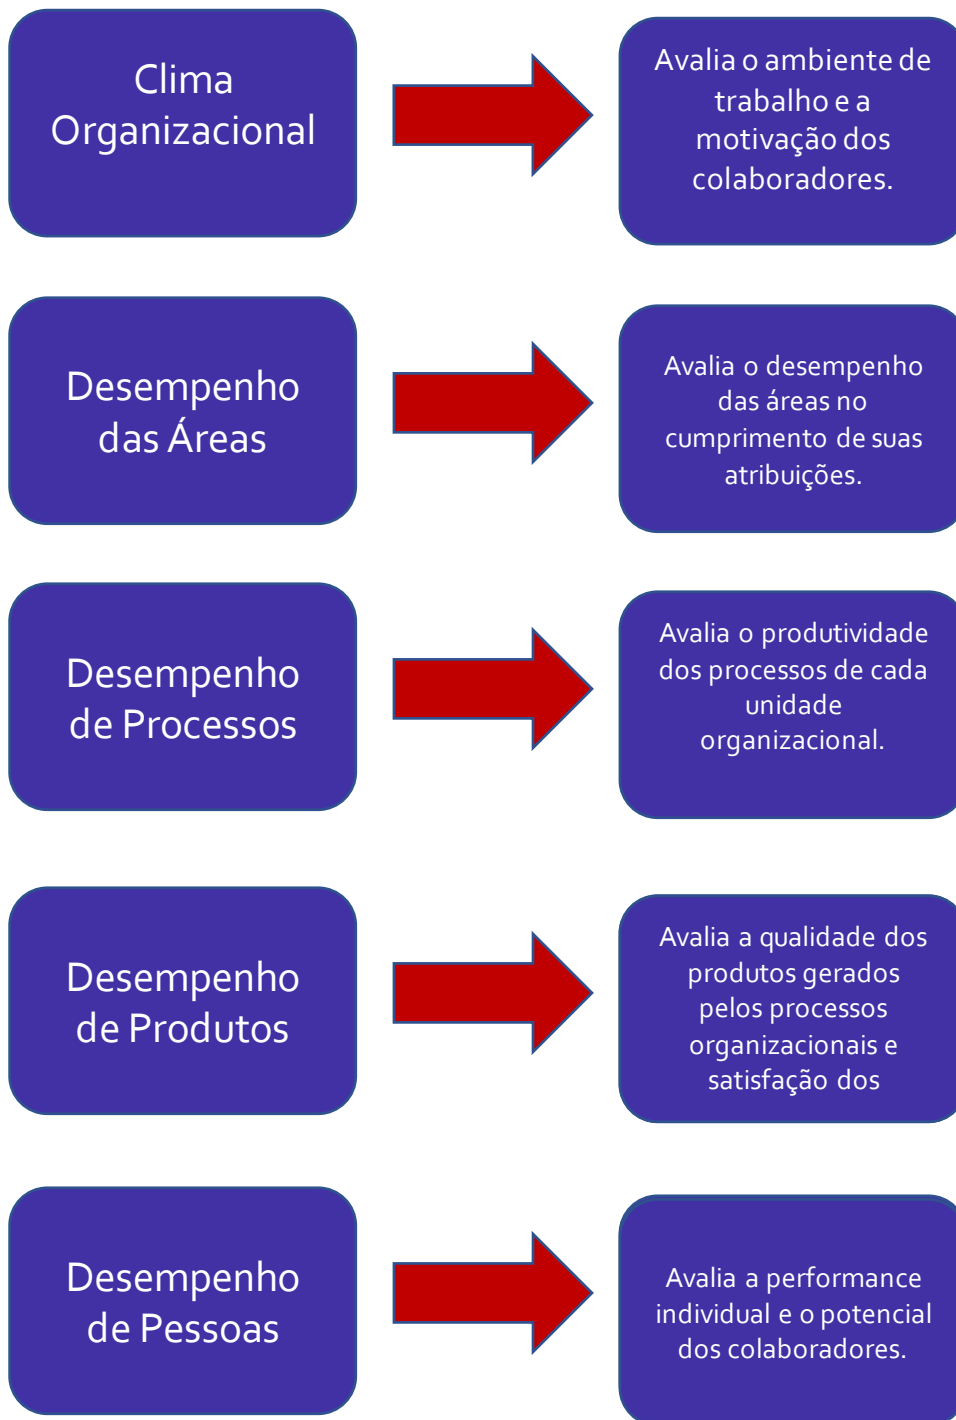 Clima
Organizacional
Avalia o ambiente de
trabalho e a
motivação dos
colaboradores.
Desempenho
das Áreas
Avalia o desempenho
das áreas no
cumprimento de suas
atribuições.
Desempenho
de Processos
Avalia o produtividade
dos processos de cada
unidade
organizacional.
Desempenho
de Produtos
Avalia a qualidade dos
produtos gerados
pelos processos
organizacionais e
satisfação dos
Desempenho
de Pessoas
Avalia a performance
individual e o potencial
dos colaboradores.